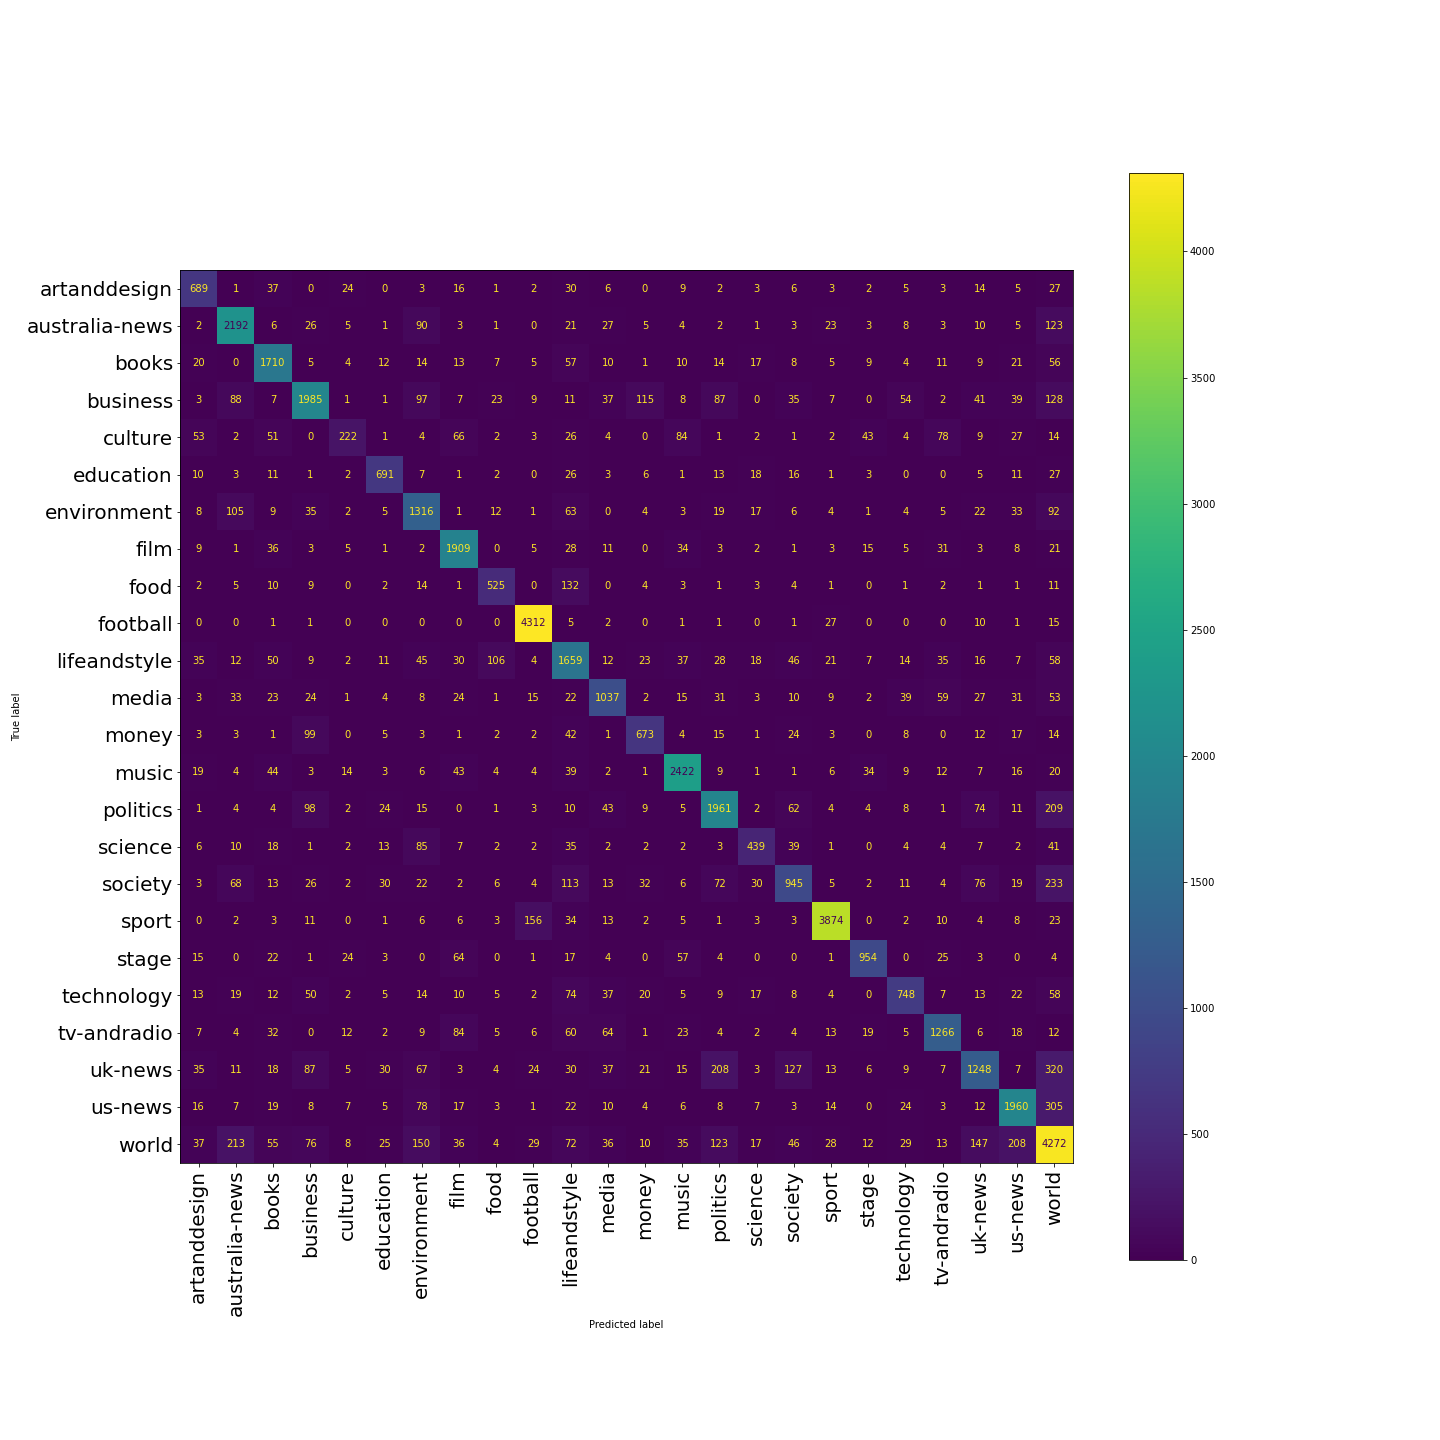 artanddesign 689 1 37 0 24 0 3 16 1 2 30 6 0 9 2 3 6 3 2 5 3 14 5 27
australia-news 2 2192 6 26 5 1 90 3 1 0 21 27 5 4 2 1 3 23 3 8 3 10 5 123
books 20 0 1710 5 4 12 14 13 7 5 57 10 1 10 14 17 8 5 9 4 11 9 21 56
business 3 88 7 1985 1 1 97 7 23 9 11 37 115 8 87 0 35 7 0 54 2 41 39 128
culture 53 2 51 0 222 1 4 66 2 3 26 4 0 84 1 2 1 2 43 4 78 9 27 14
education 10 3 11 1 2 691 7 1 2 0 26 3 6 1 13 18 16 1 3 0 0 5 11 27
environment 8 105 9 35 2 5 1316 1 12 1 63 0 4 3 19 17 6 4 1 4 5 22 33 92
film 9 1 36 3 5 1 2 1909 0 5 28 11 0 34 3 2 1 3 15 5 31 3 8 21
food 2 5 10 9 0 2 14 1 525 0 132 0 4 3 1 3 4 1 0 1 2 1 1 11
football 0 0 1 1 0 0 0 0 0 4312 5 2 0 1 1 0 1 27 0 0 0 10 1 15
lifeandstyle 35 12 50 9 2 11 45 30 106 4 1659 12 23 37 28 18 46 21 7 14 35 16 7 58
media 3 33 23 24 1 4 8 24 1 15 22 1037 2 15 31 3 10 9 2 39 59 27 31 53
money 3 3 1 99 0 5 3 1 2 2 42 1 673 4 15 1 24 3 0 8 0 12 17 14
music 19 4 44 3 14 3 6 43 4 4 39 2 1 2422 9 1 1 6 34 9 12 7 16 20
politics 1 4 4 98 2 24 15 0 1 3 10 43 9 5 1961 2 62 4 4 8 1 74 11 209
science 6 10 18 1 2 13 85 7 2 2 35 2 2 2 3 439 39 1 0 4 4 7 2 41
society 3 68 13 26 2 30 22 2 6 4 113 13 32 6 72 30 945 5 2 11 4 76 19 233
sport 0 2 3 11 0 1 6 6 3 156 34 13 2 5 1 3 3 3874 0 2 10 4 8 23
stage 15 0 22 1 24 3 0 64 0 1 17 4 0 57 4 0 0 1 954 0 25 3 0 4
technology 13 19 12 50 2 5 14 10 5 2 74 37 20 5 9 17 8 4 0 748 7 13 22 58
tv-andradio 7 4 32 0 12 2 9 84 5 6 60 64 1 23 4 2 4 13 19 5 1266 6 18 12
uk-news 35 11 18 87 5 30 67 3 4 24 30 37 21 15 208 3 127 13 6 9 7 1248 7 320
us-news 16 7 19 8 7 5 78 17 3 1 22 10 4 6 8 7 3 14 0 24 3 12 1960 305
world 37 213 55 76 8 25 150 36 4 29 72 36 10 35 123 17 46 28 12 29 13 147 208 4272
True label
artanddesign
australia-news
books
business
culture
education
environment
film
food
football
lifeandstyle
media
money
music
politics
science
society
sport
stage
technology
tv-andradio
uk-news
us-news
world
Predicted label
4000
3500
3000
2500
2000
1500
1000
500
0